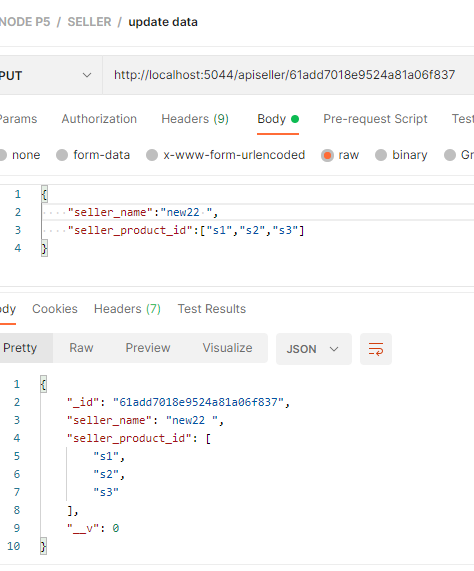 NODE P5 / SELLER / update data
PUT http://localhost:5044/apiseller/61add7018e9524a81a06f837
Params Authorization Headers (9) Body Pre-request Script Test
none form-data x-www-form-urlencoded raw binary Gr
1 {
2 "seller_name":"new22 ",
3 "seller_product_id":["s1","s2","s3"]
4 }
ody Cookies Headers (7) Test Results
Pretty Raw Preview Visualize JSON
1 {
2 "_id": "61add7018e9524a81a06f837",
3 "seller_name": "new22 ",
4 "seller_product_id": [
5 "s1",
6 "s2",
7 "s3"
8 ],
9 "__v": 0
10 }